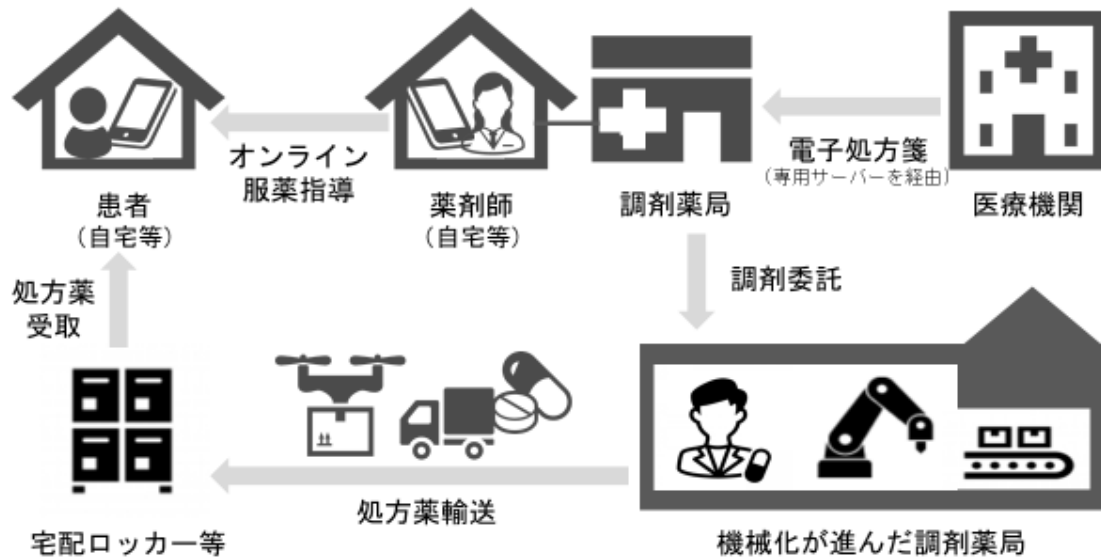 オンライン
服薬指導
電子処方箋
(専用サーバーを経由)
患者
(自宅等)
薬剤師
(自宅等)
調剤薬局
医療機関
処方薬
受取
調剤委託
処方薬輸送
宅配ロッカー等
機械化が進んだ調剤薬局